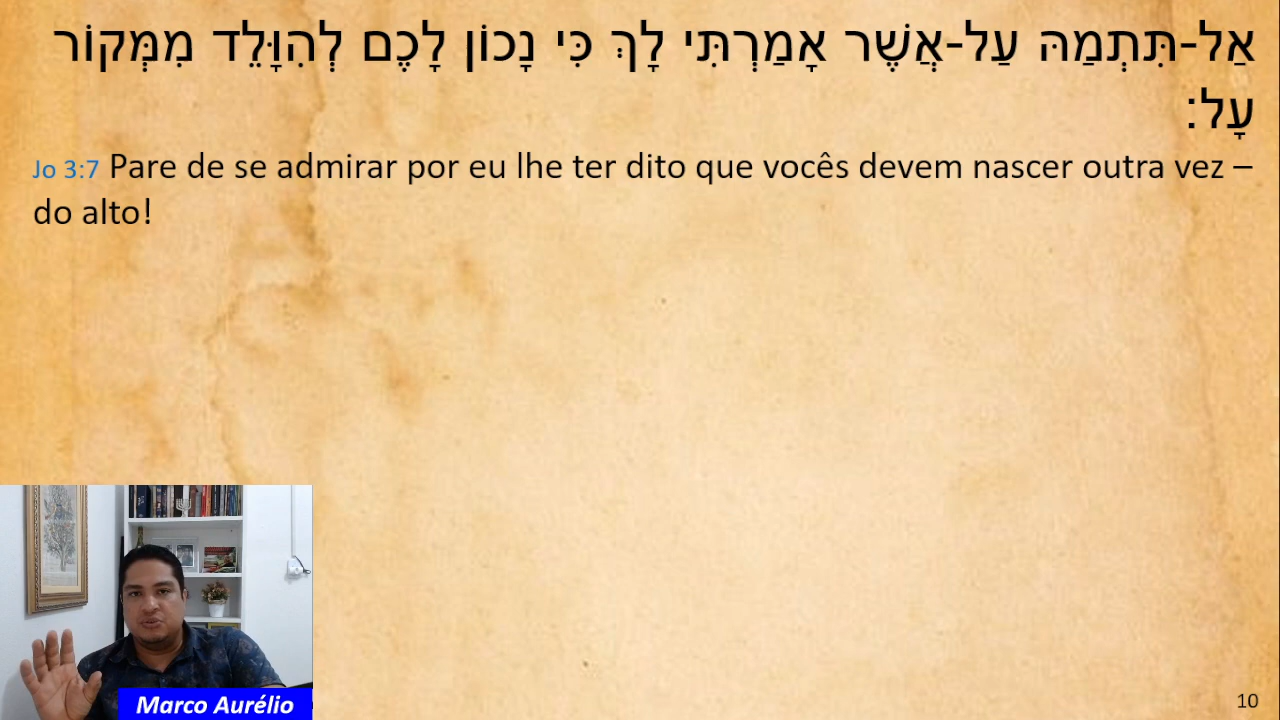 אַל-תִּתְמַהּ עַל-אֲשֶׁר אָמַרְתִּי לָךְ כִּי נָכוֹן לָכֶם לְהִוָּלֵד מִמְּקוֹר
עָל׃
Jo 3:7 Pare de se admirar por eu lhe ter dito que vocês devem nascer outra vez –
do alto!
Marco Aurélio
10